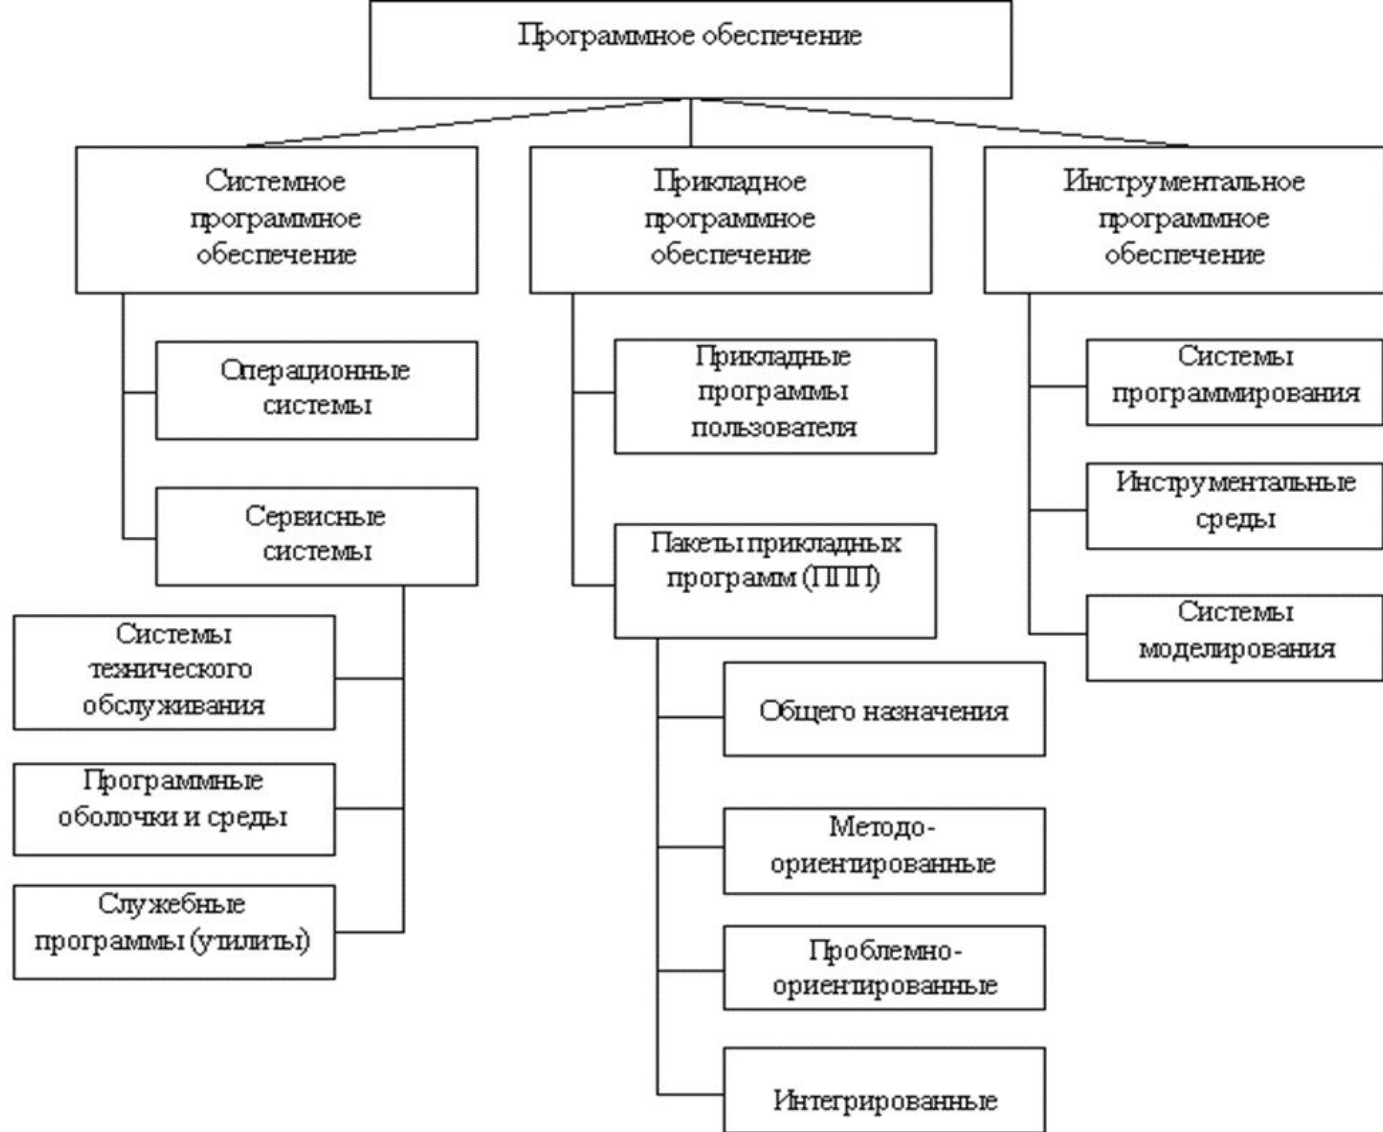 Программное обеспечение
Системное
программное
обеспечение
Прикладное
программное
обеспечение
Инструментальное
программное
обеспечение
Операционные
системы
Сервисные
системы
Системы
технического
обслуживания
Программные
оболочки и среды
Служебные
программы (утилиты)
Прикладные
программы
пользователя
Пакеты прикладных
программ (ППП)
Общего назначения
Методо-
ориентированные
Проблемно-
ориентированные
Интегрированные
Системы
программирования
Инструментальные
среды
Системы
моделирования